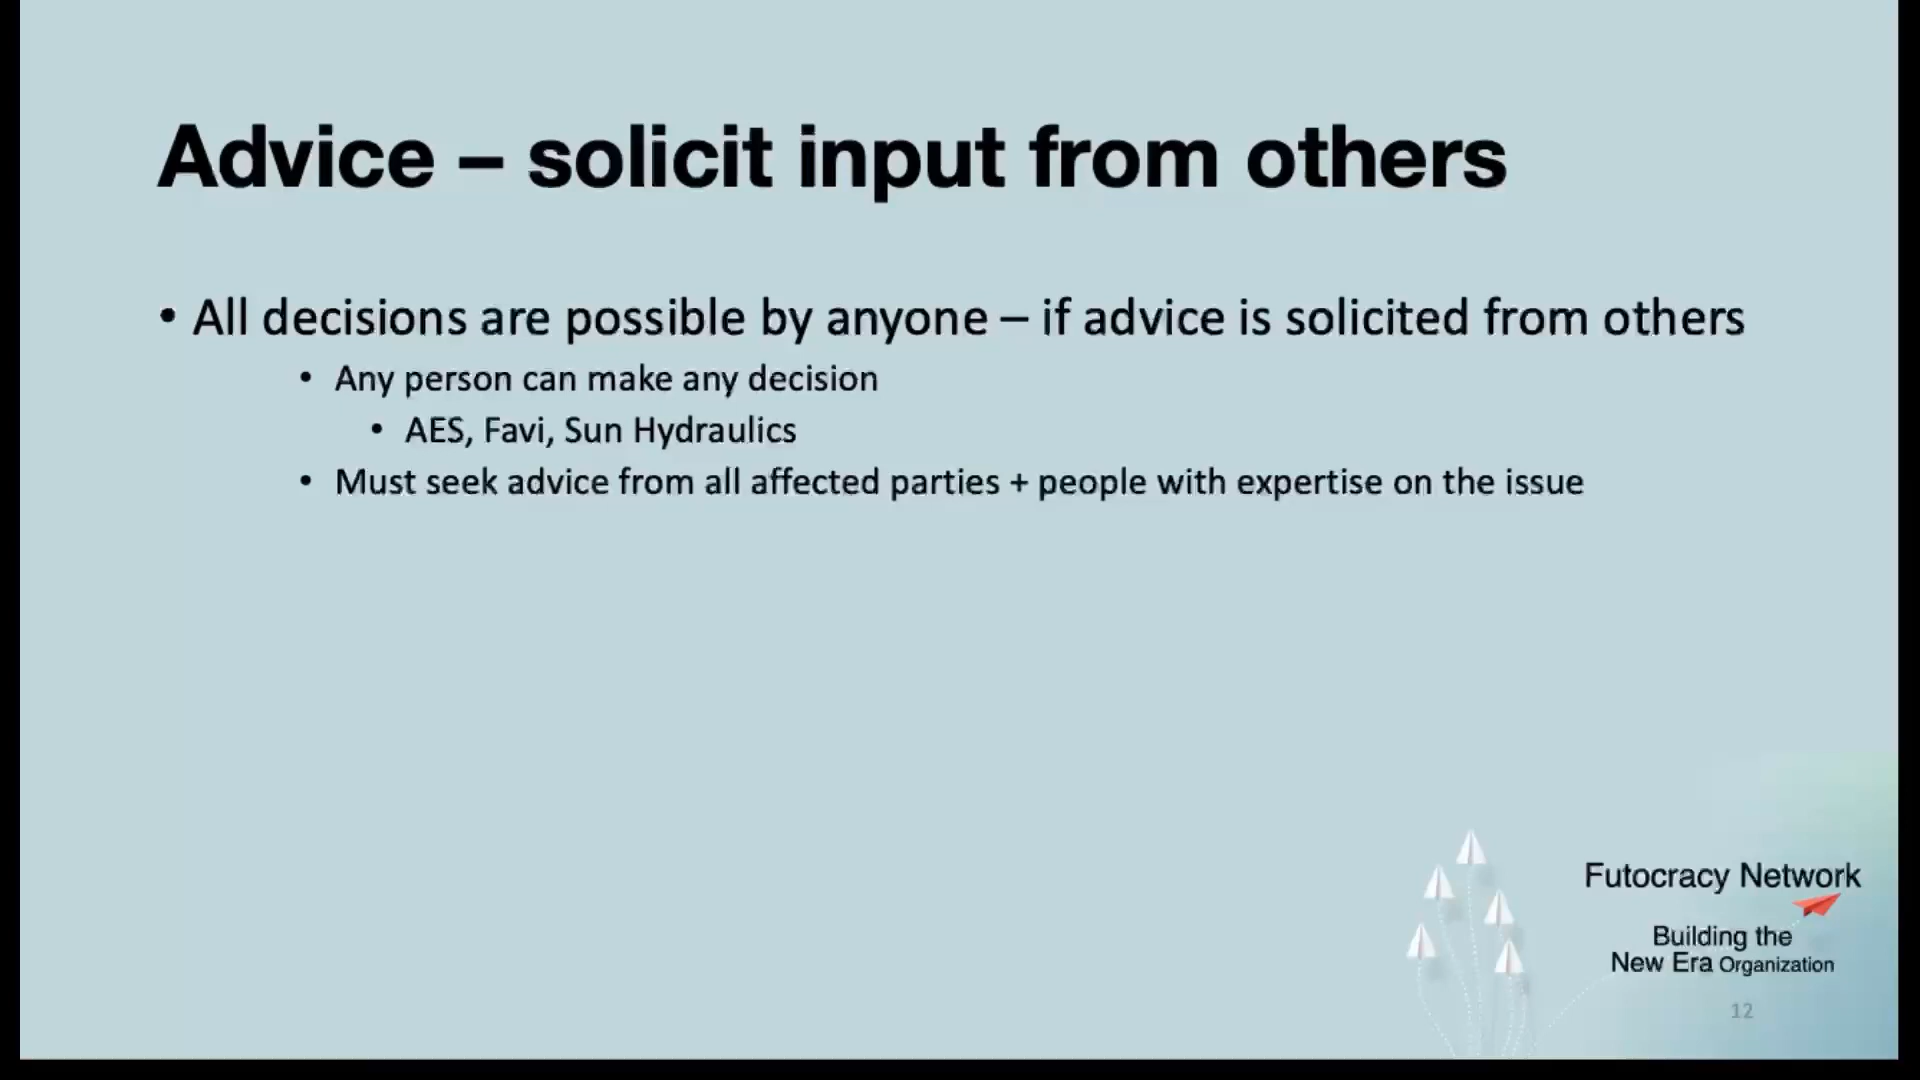 Advice – solicit input from others
• All decisions are possible by anyone – if advice is solicited from others
• Any person can make any decision
• AES, Favi, Sun Hydraulics
• Must seek advice from all affected parties + people with expertise on the issue
Futocracy Network
Building the
New Era Organization
12